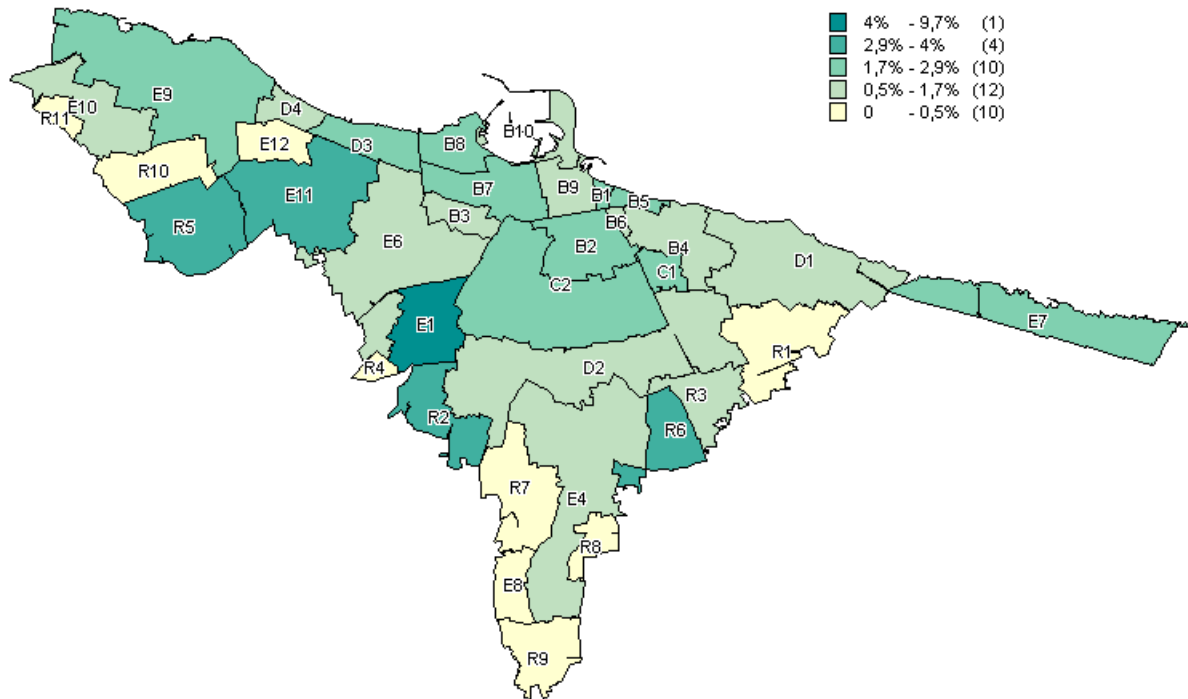 4% - 9,7% (1)
2,9% - 4% (4)
1,7% - 2,9% (10)
0,5% - 1,7% (12)
0 - 0,5% (10)
E9
E10
R11
D4
E12
D3
B8
B10
R10
E11
B7
B9
B1
B5
B3
B6
R5
E6
B2
B4
C1
D1
C2
E1
E7
R4
D2
R1
R2
R3
R6
R7
E4
R8
E8
R9